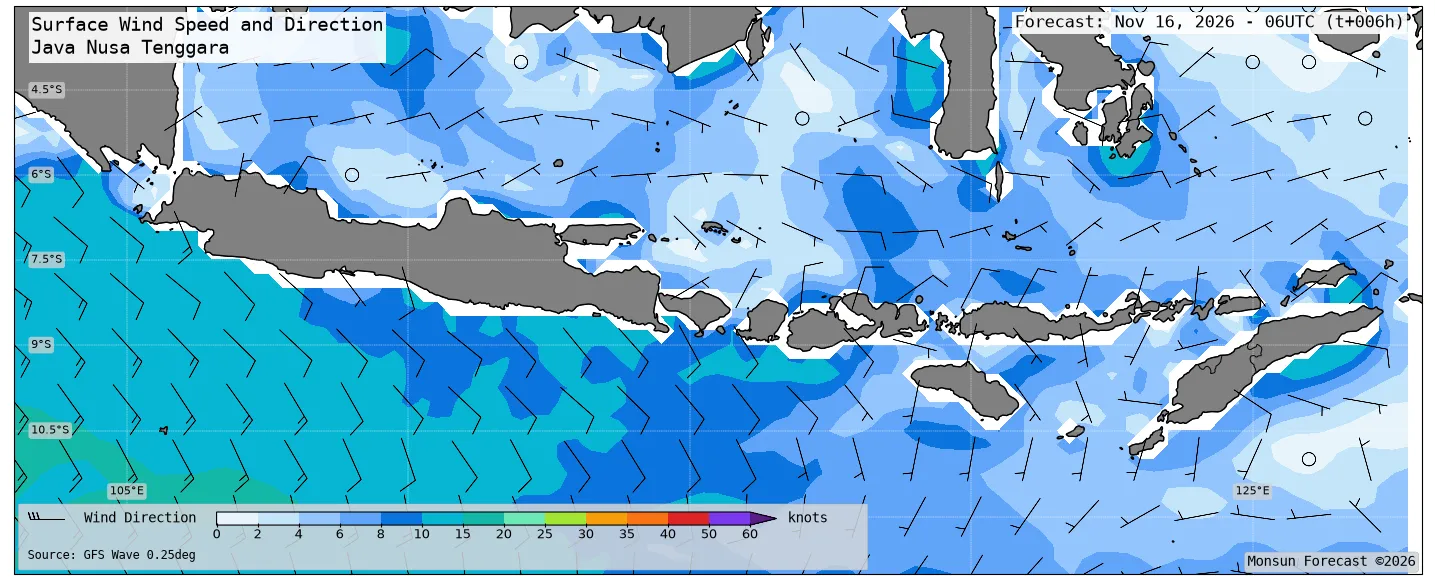 Surface Wind Speed and Direction
Java Nusa Tenggara
Forecast: Nov 16, 2026 - 06UTC (t+006h)
4.5°S
6°S
7.5°S
9°S
10.5°S
105°E
125°E
Wind Direction
0 2 4 6 8 10 15 20 25 30 35 40 50 60
knots
Source: GFS Wave 0.25deg
Monsun Forecast ©2026